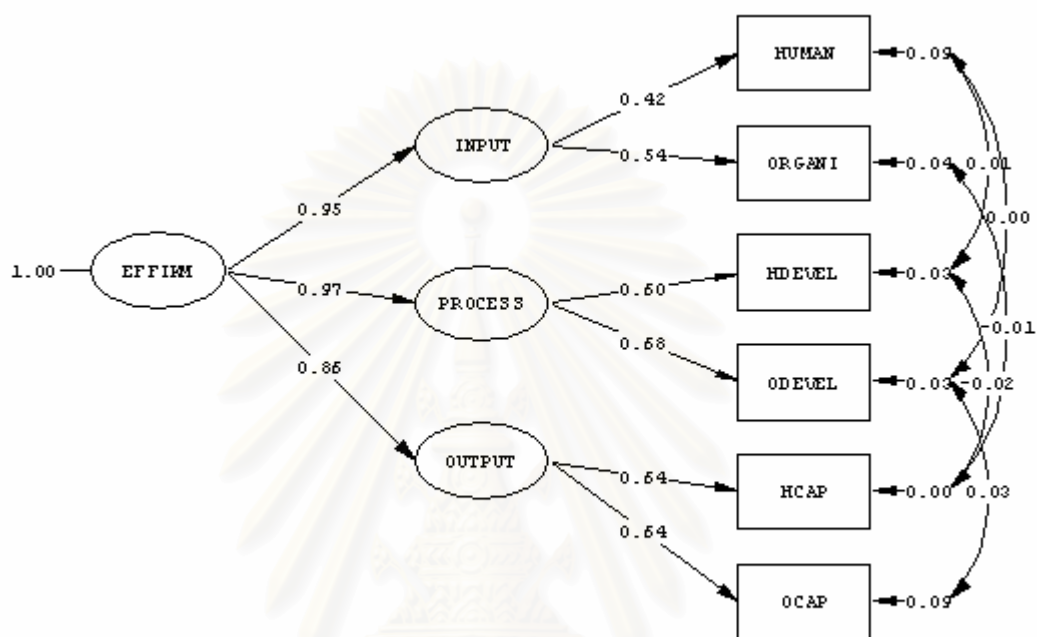 HUMAN
0.09
0.42
INPUT
0.54
ORGANI
0.04
0.01
0.95
0.00
1.00
EFFIRM
0.97
PROCESS
0.60
HDEVEL
0.03
-0.01
0.68
0.86
ODEVEL
0.03
-0.02
OUTPUT
0.64
HCAP
0.00
0.03
0.64
OCAP
0.09